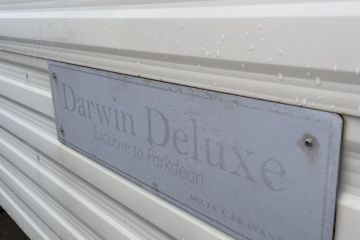 Darwin Deluxe
Exclusive to Parkdean
DELTA CARAVANS